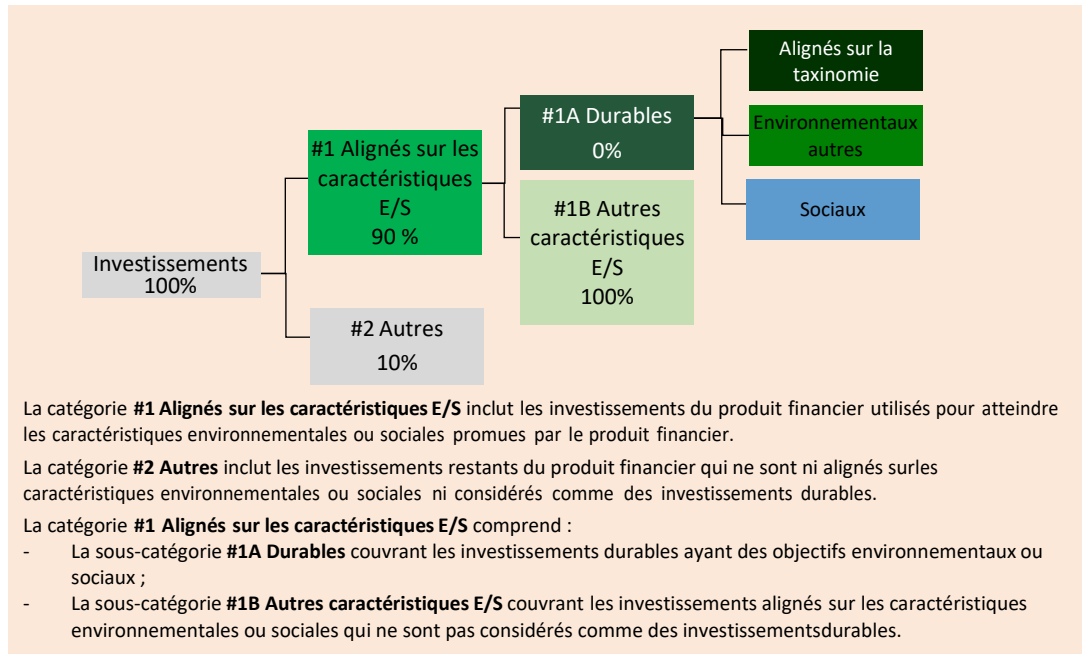 Alignés sur la
taxinomie
#1A Durables
0%
Environnementaux
autres
#1 Alignés sur les
caractéristiques
E/S
90 %
#1B Autres
caractéristiques
E/S
100%
Sociaux
Investissements
100%
#2 Autres
10%
La catégorie #1 Alignés sur les caractéristiques E/S inclut les investissements du produit financier utilisés pour atteindre
les caractéristiques environnementales ou sociales promues par le produit financier.
La catégorie #2 Autres inclut les investissements restants du produit financier qui ne sont ni alignés surles
caractéristiques environnementales ou sociales ni considérés comme des investissements durables.
La catégorie #1 Alignés sur les caractéristiques E/S comprend :
- La sous-catégorie #1A Durables couvrant les investissements durables ayant des objectifs environnementaux ou
sociaux ;
- La sous-catégorie #1B Autres caractéristiques E/S couvrant les investissements alignés sur les caractéristiques
environnementales ou sociales qui ne sont pas considérés comme des investissementsdurables.